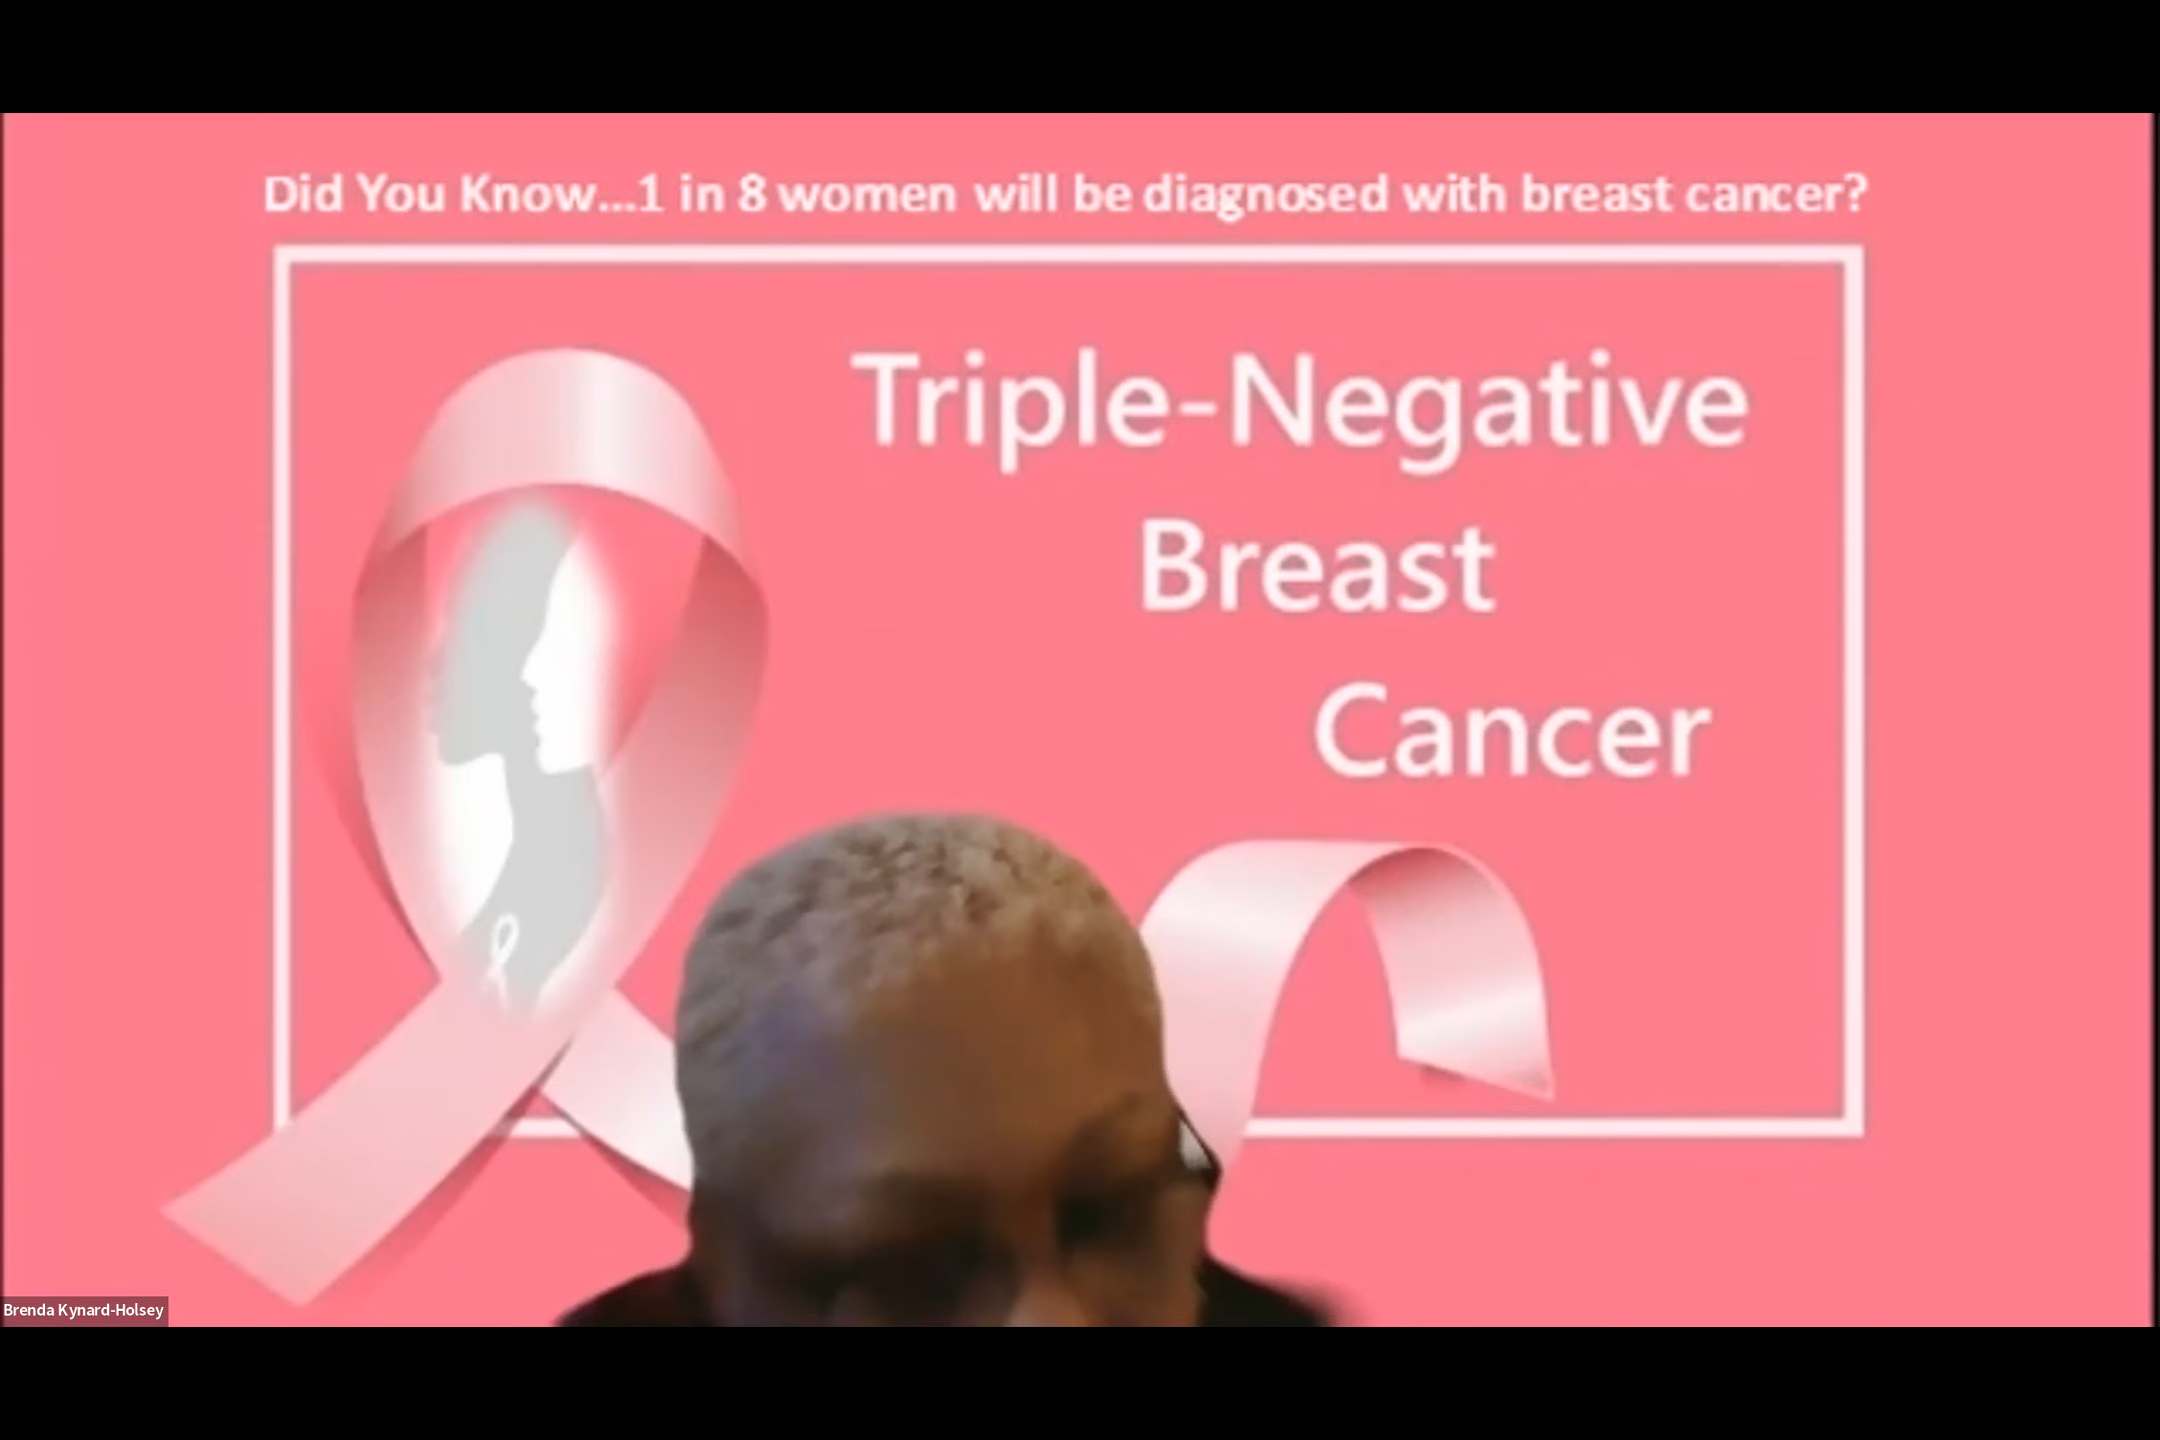 Did You Know...1 in 8 women will be diagnosed with breast cancer?
Triple-Negative
Breast
Cancer
Brenda Kynard-Holsey